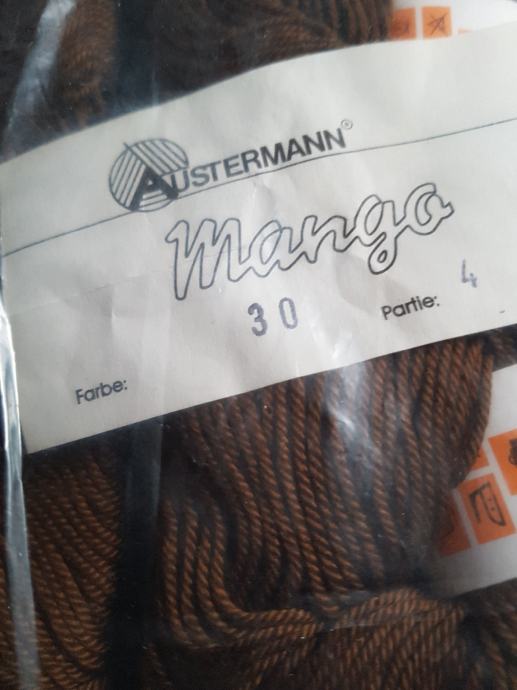 AUSTERMANN®
Mango
30
Partie: 4
Farbe: